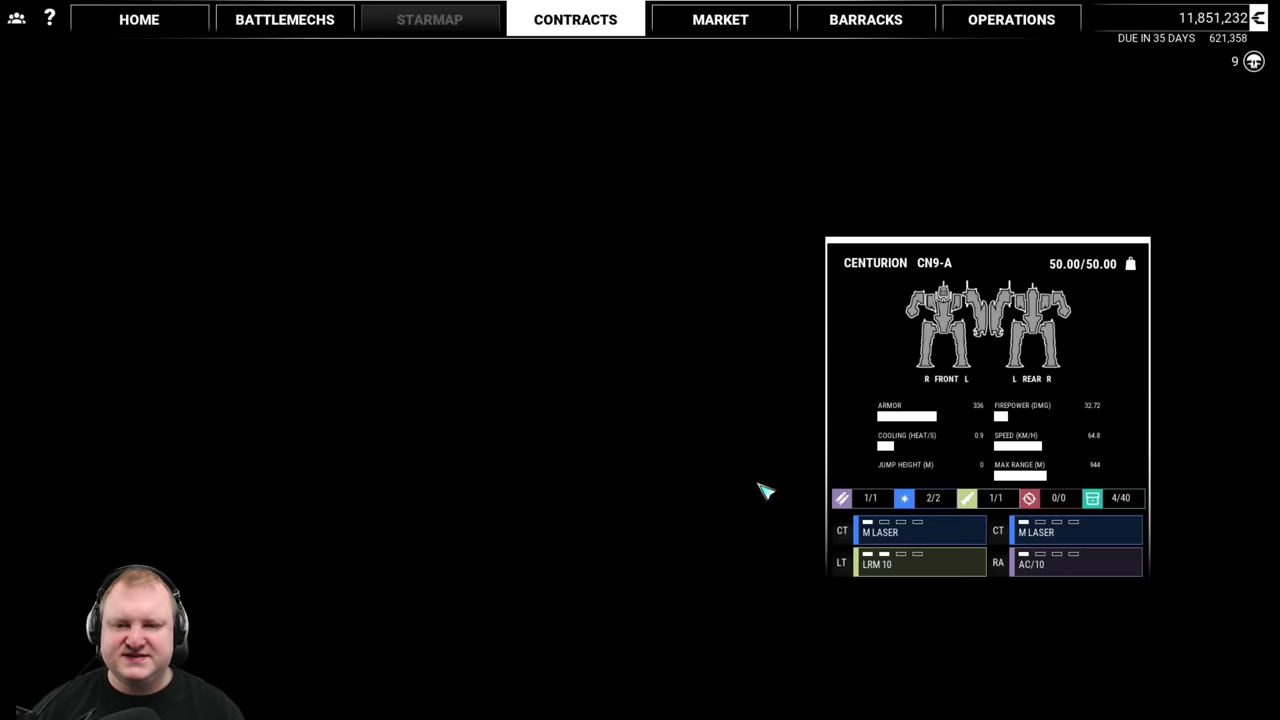 ?
HOME
BATTLEMECHS
STARMAP
CONTRACTS
MARKET
BARRACKS
OPERATIONS
11,851,232
DUE IN 35 DAYS 621,358
9
CENTURION CN9-A 50.00/50.00
R FRONT L L REAR R
ARMOR 336 FIREPOWER (DMG) 32.72
COOLING (HEAT/S) 0.9 SPEED (KM/H) 64.8
JUMP HEIGHT (M) 0 MAX RANGE (M) 944
1/1 2/2 1/1 0/0 4/40
CT M LASER CT M LASER
LT LRM 10 RA AC/10